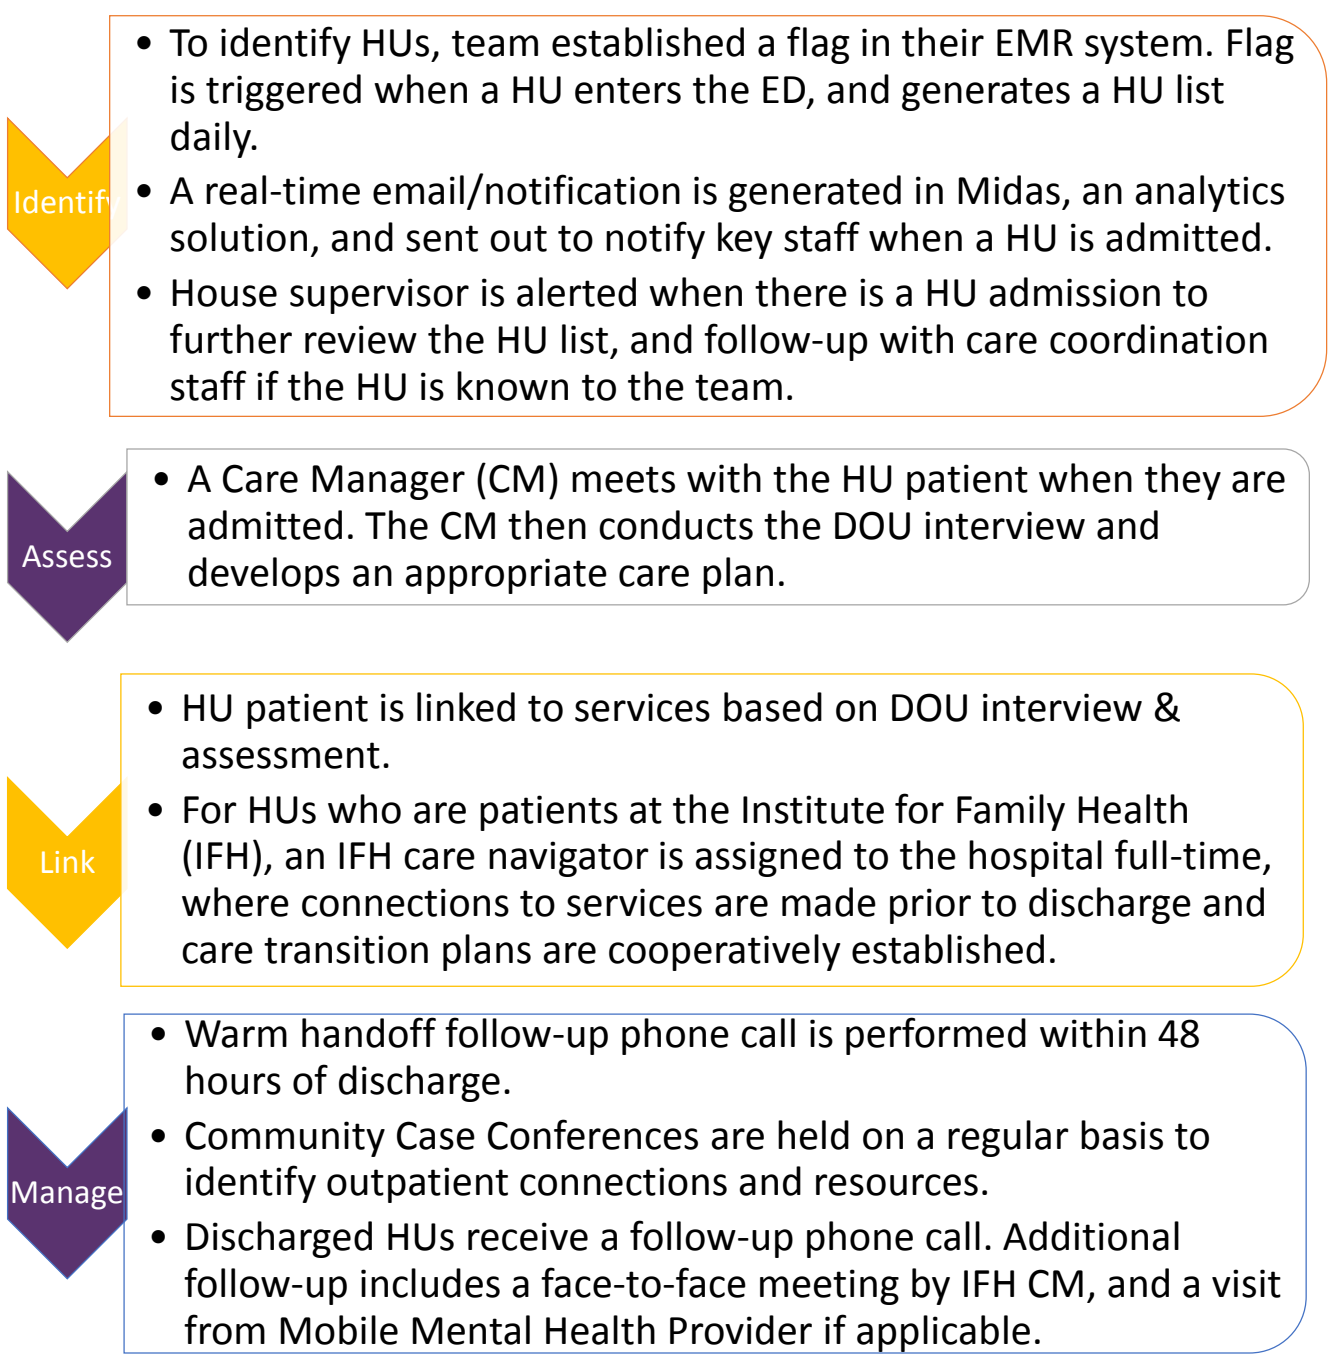 Identify
• To identify HUs, team established a flag in their EMR system. Flag
is triggered when a HU enters the ED, and generates a HU list
daily.
• A real-time email/notification is generated in Midas, an analytics
solution, and sent out to notify key staff when a HU is admitted.
• House supervisor is alerted when there is a HU admission to
further review the HU list, and follow-up with care coordination
staff if the HU is known to the team.
Assess
• A Care Manager (CM) meets with the HU patient when they are
admitted. The CM then conducts the DOU interview and
develops an appropriate care plan.
Link
• HU patient is linked to services based on DOU interview &
assessment.
• For HUs who are patients at the Institute for Family Health
(IFH), an IFH care navigator is assigned to the hospital full-time,
where connections to services are made prior to discharge and
care transition plans are cooperatively established.
Manage
• Warm handoff follow-up phone call is performed within 48
hours of discharge.
• Community Case Conferences are held on a regular basis to
identify outpatient connections and resources.
• Discharged HUs receive a follow-up phone call. Additional
follow-up includes a face-to-face meeting by IFH CM, and a visit
from Mobile Mental Health Provider if applicable.